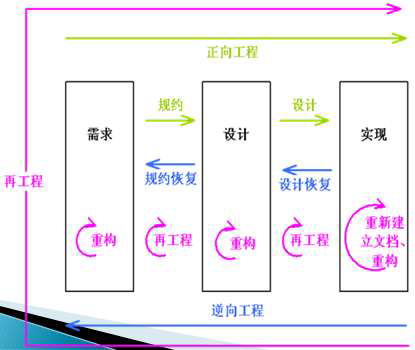 正向工程
规约
设计
需求
设计
实现
规约恢复
设计恢复
再工程
重构
再工程
重构
再工程
重新建
立文档、
重构
逆向工程